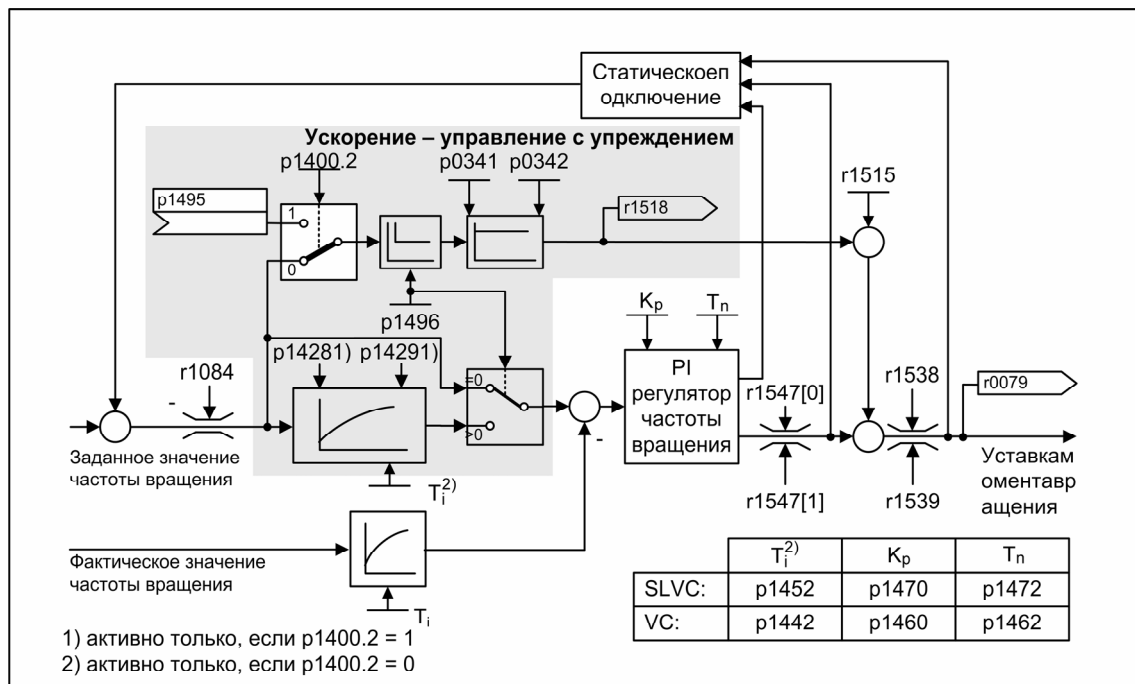 Статическоеп
одключение
Ускорение – управление с упреждением
p1400.2
p0341
p0342
r1515
p1495
1
r1518
0
p1496
Kp
Tn
p14281)
p14291)
r1084
-
=0
>0
PI
регулятор
частоты
вращения
r1547[0]
r1538
r0079
-
Заданное значение
частоты вращения
Ti2)
r1547[1]
r1539
Уставкам
оментавр
ащения
Фактическое значение
частоты вращения
Ti
Ti2) Kp Tn
SLVC: p1452 p1470 p1472
VC: p1442 p1460 p1462
1) активно только, если p1400.2 = 1
2) активно только, если p1400.2 = 0